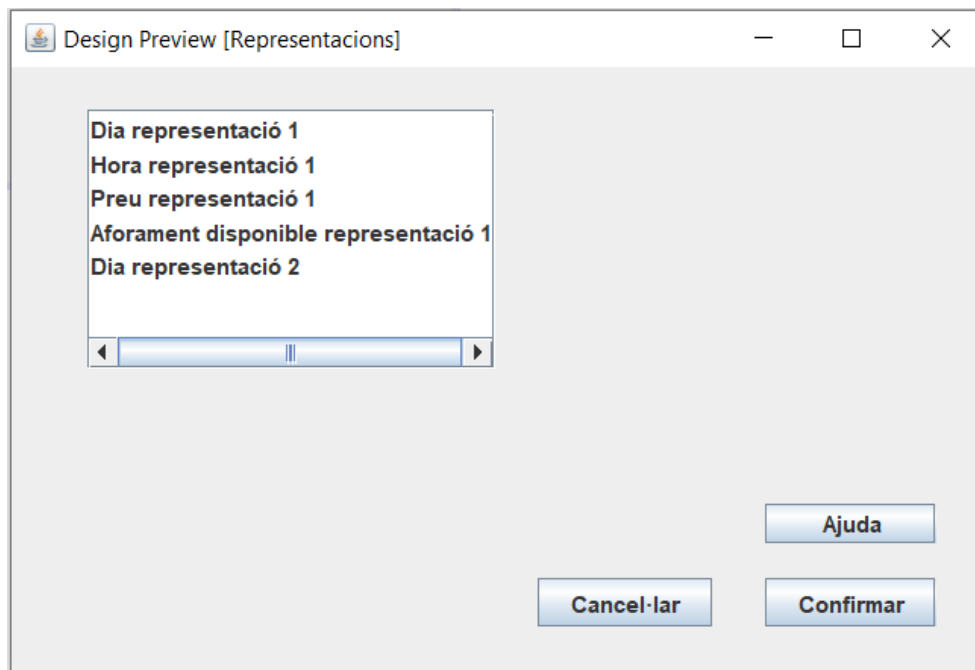 Design Preview [Representacions]
Dia representació 1
Hora representació 1
Preu representació 1
Aforament disponible representació 1
Dia representació 2
Ajuda
Cancel·lar
Confirmar